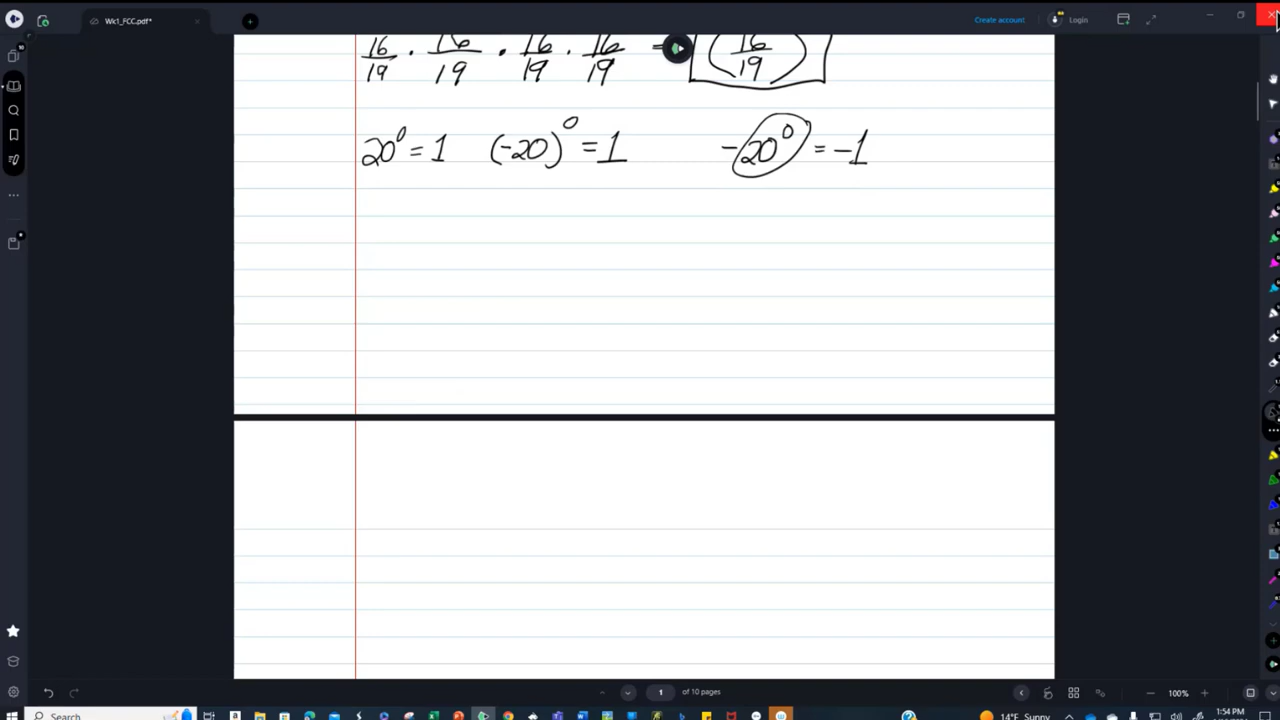 Wk1_FCC.pdf*
Create account
Login
16/19 · 16/19 · 16/19 · 16/19 = (16/19)
20⁰ = 1 (-20)⁰ = 1 -20⁰ = -1
1 of 10 pages
100%
Search
14°F Sunny
1:54 PM